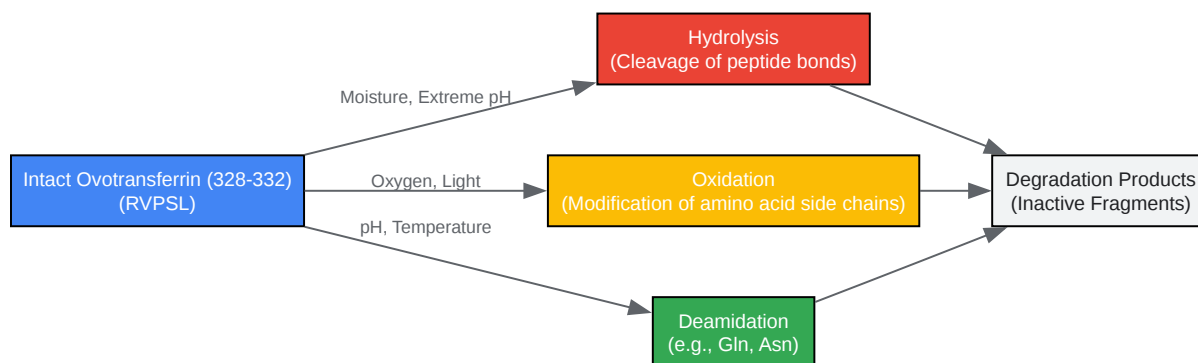 Hydrolysis
(Cleavage of peptide bonds)
Moisture, Extreme pH
Intact Ovotransferrin (328-332)
(RVPSL)
Oxygen, Light
Oxidation
(Modification of amino acid side chains)
Degradation Products
(Inactive Fragments)
pH, Temperature
Deamidation
(e.g., Gln, Asn)